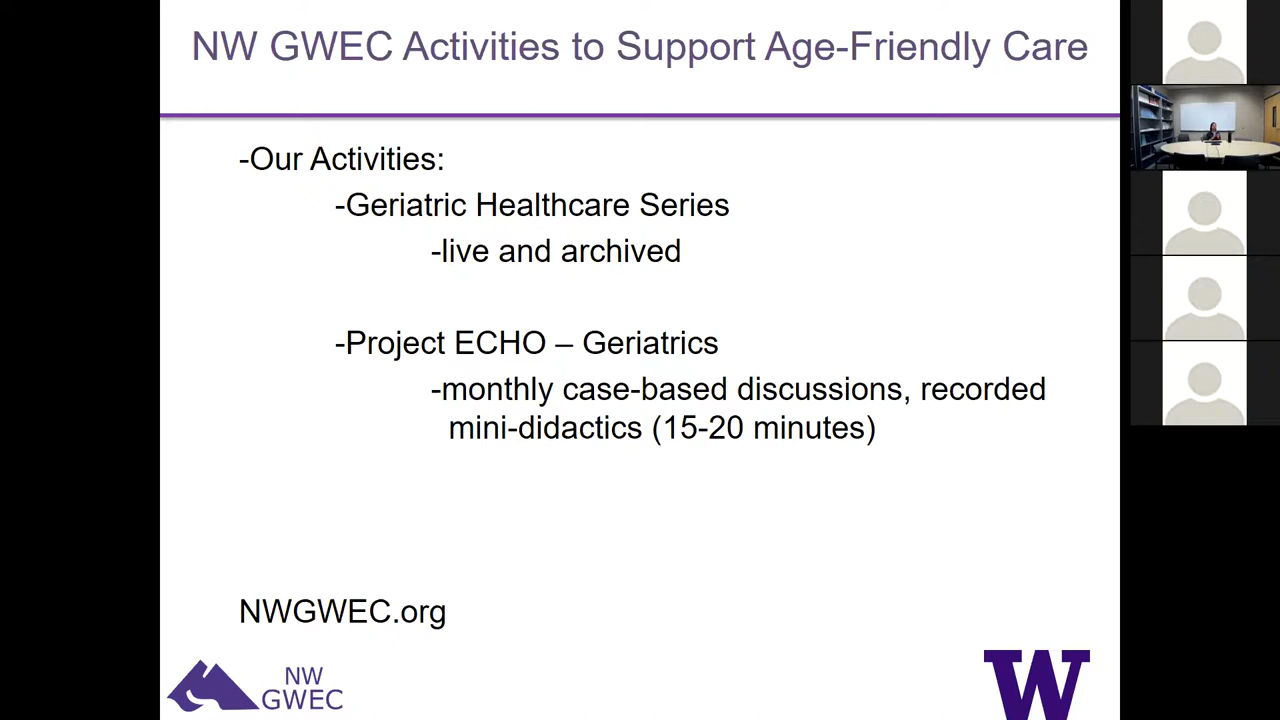 NW GWEC Activities to Support Age-Friendly Care
-Our Activities:
-Geriatric Healthcare Series
-live and archived
-Project ECHO – Geriatrics
-monthly case-based discussions, recorded
mini-didactics (15-20 minutes)
NWGWEC.org
NW
GWEC
W